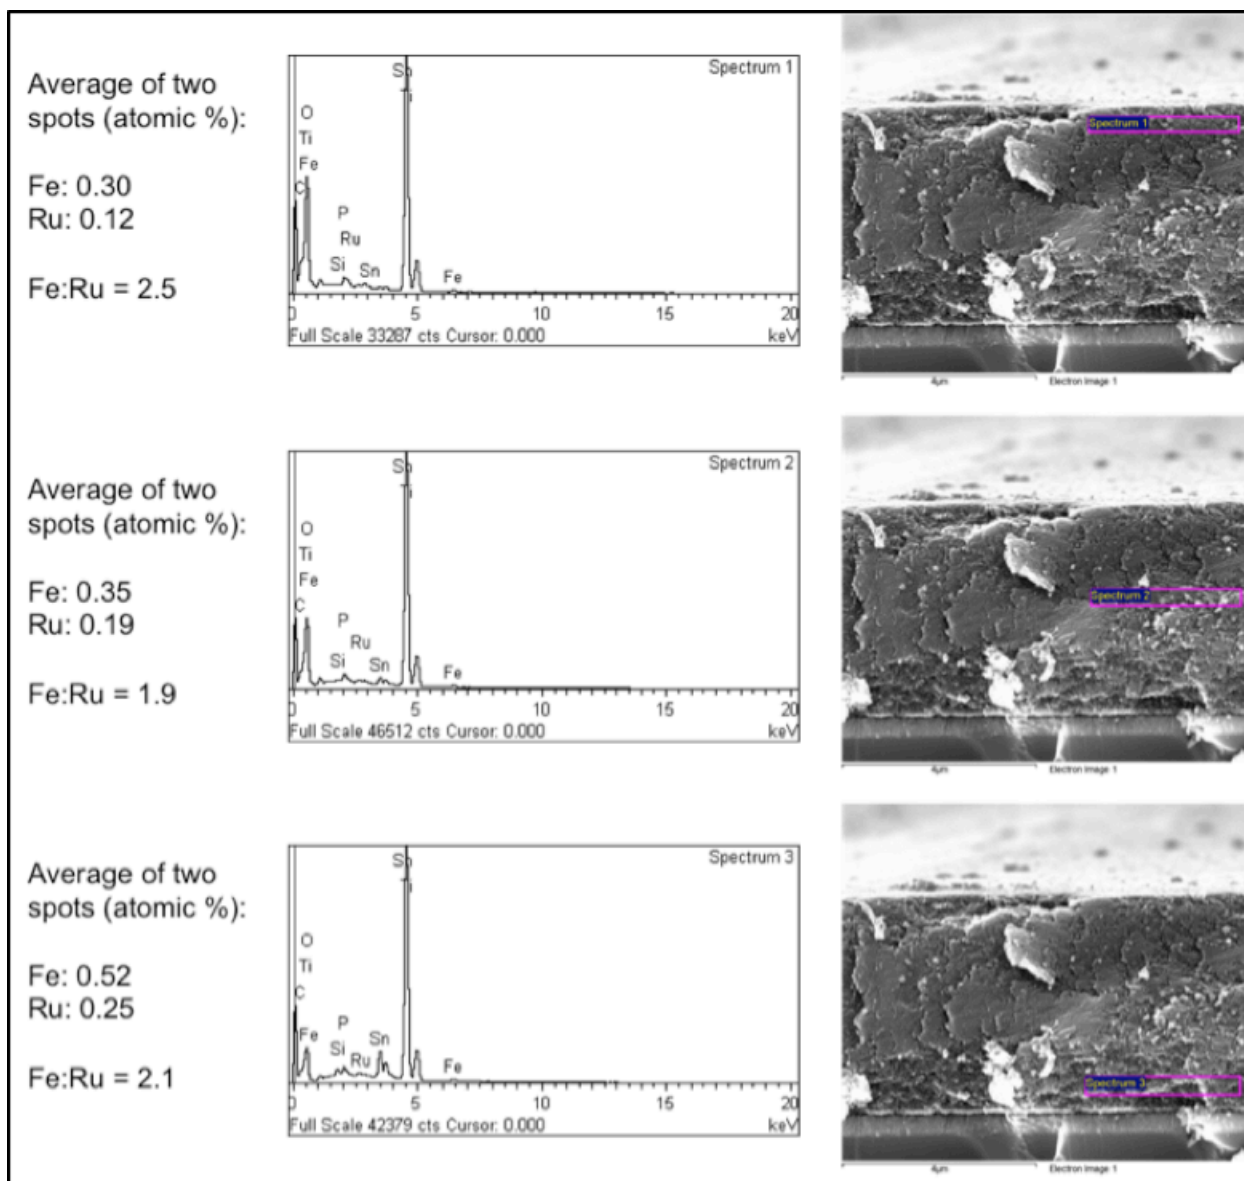 Average of two
spots (atomic %):
Fe: 0.30
Ru: 0.12
Fe:Ru = 2.5
Spectrum 1
Sn
O
Ti
Fe
C
P
Ru
Si
Sn
Fe
0 5 10 15 20
Full Scale 33287 cts Cursor: 0.000 keV
Spectrum 1
4µm Electron Image 1
Average of two
spots (atomic %):
Fe: 0.35
Ru: 0.19
Fe:Ru = 1.9
Spectrum 2
Sn
O
Ti
Fe
C
P
Ru
Si
Sn
Fe
0 5 10 15 20
Full Scale 46512 cts Cursor: 0.000 keV
Spectrum 2
4µm Electron Image 1
Average of two
spots (atomic %):
Fe: 0.52
Ru: 0.25
Fe:Ru = 2.1
Spectrum 3
Sn
O
Ti
C
Fe
P
Sn
Si
Ru
Fe
0 5 10 15 20
Full Scale 42379 cts Cursor: 0.000 keV
Spectrum 3
4µm Electron Image 1